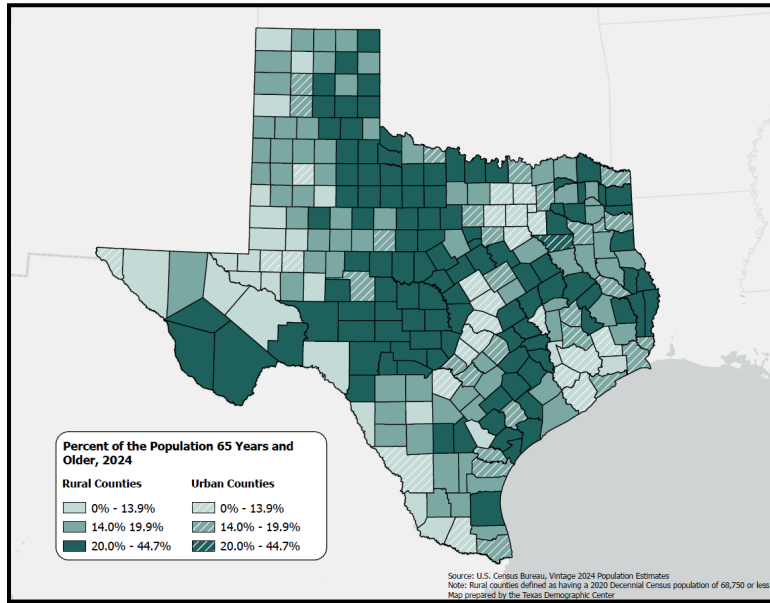 Percent of the Population 65 Years and
Older, 2024
Rural Counties Urban Counties
0% - 13.9% 0% - 13.9%
14.0% 19.9% 14.0% - 19.9%
20.0% - 44.7% 20.0% - 44.7%
Source: U.S. Census Bureau, Vintage 2024 Population Estimates
Note: Rural counties defined as having a 2020 Decennial Census population of 68,750 or less
Map prepared by the Texas Demographic Center